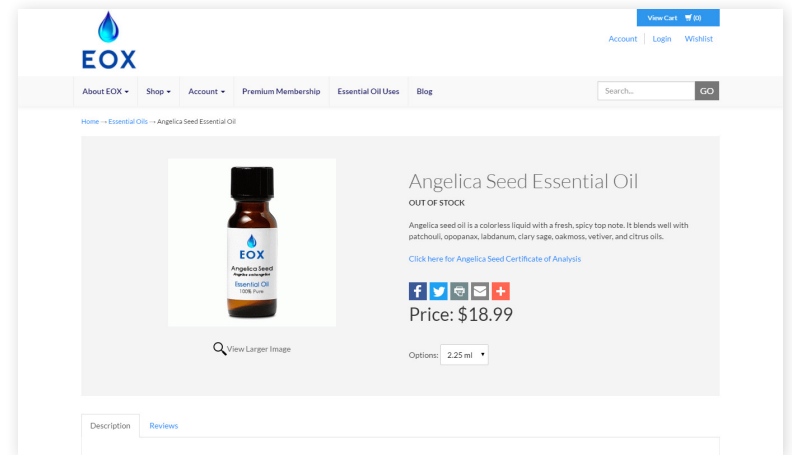 View Cart (0)
Account Login Wishlist
EOX
About EOX Shop Account Premium Membership Essential Oil Uses Blog
Search... GO
Home → Essential Oils → Angelica Seed Essential Oil
EOX
Angelica Seed
Essential Oil
100% Pure
View Larger Image
Angelica Seed Essential Oil
OUT OF STOCK
Angelica seed oil is a colorless liquid with a fresh, spicy top note. It blends well with
patchouli, opopanax, labdanum, clary sage, oakmoss, vetiver, and citrus oils.
Click here for Angelica Seed Certificate of Analysis
Price: $18.99
Options: 2.25 ml
Description Reviews